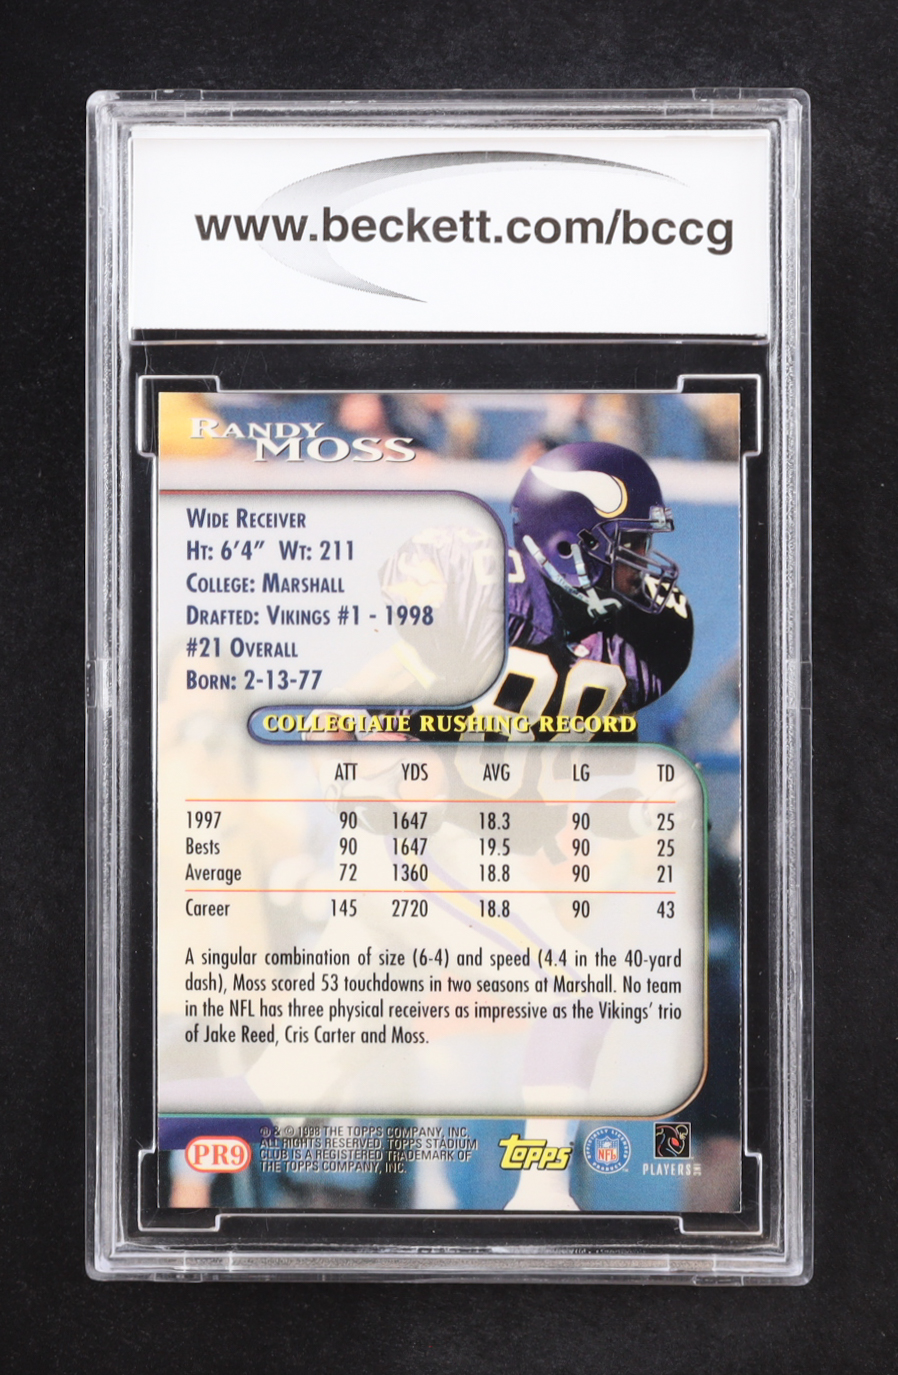 www.beckett.com/bccg
RANDY
MOSS
WIDE RECEIVER
HT: 6'4" WT: 211
COLLEGE: MARSHALL
DRAFTED: VIKINGS #1 - 1998
#21 OVERALL
BORN: 2-13-77
COLLEGIATE RUSHING RECORD
ATT YDS AVG LG TD
1997 90 1647 18.3 90 25
Bests 90 1647 19.5 90 25
Average 72 1360 18.8 90 21
Career 145 2720 18.8 90 43
A singular combination of size (6-4) and speed (4.4 in the 40-yard
dash), Moss scored 53 touchdowns in two seasons at Marshall. No team
in the NFL has three physical receivers as impressive as the Vikings' trio
of Jake Reed, Cris Carter and Moss.
PR9
® & © 1998 THE TOPPS COMPANY, INC.
ALL RIGHTS RESERVED. TOPPS STADIUM
CLUB IS A REGISTERED TRADEMARK OF
THE TOPPS COMPANY, INC.
topps
NFL
PLAYERS